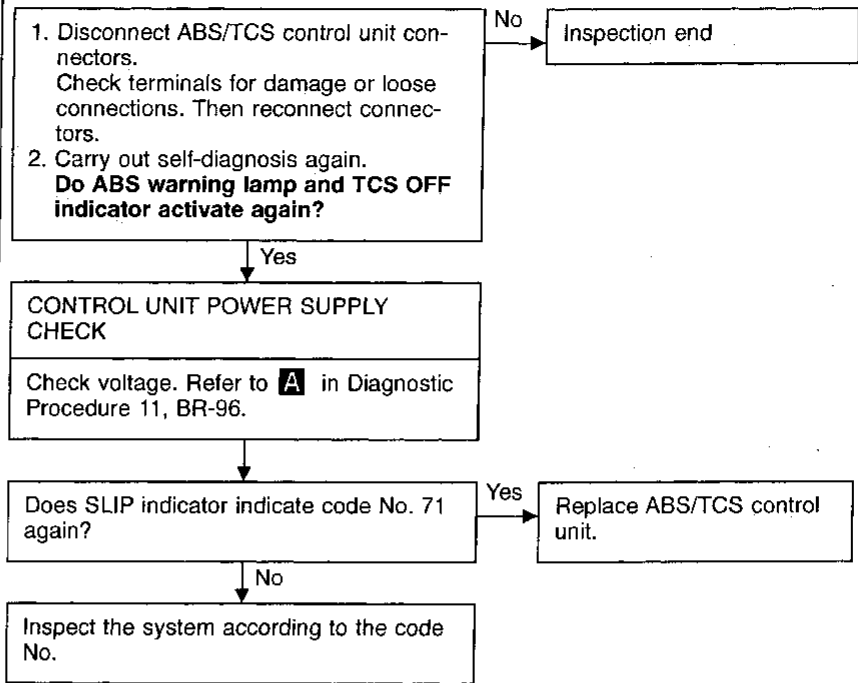 1. Disconnect ABS/TCS control unit con-
nectors.
Check terminals for damage or loose
connections. Then reconnect connec-
tors.
2. Carry out self-diagnosis again.
Do ABS warning lamp and TCS OFF
indicator activate again?
No
Inspection end
Yes
CONTROL UNIT POWER SUPPLY
CHECK
Check voltage. Refer to A in Diagnostic
Procedure 11, BR-96.
Does SLIP indicator indicate code No. 71
again?
Yes
Replace ABS/TCS control
unit.
No
Inspect the system according to the code
No.